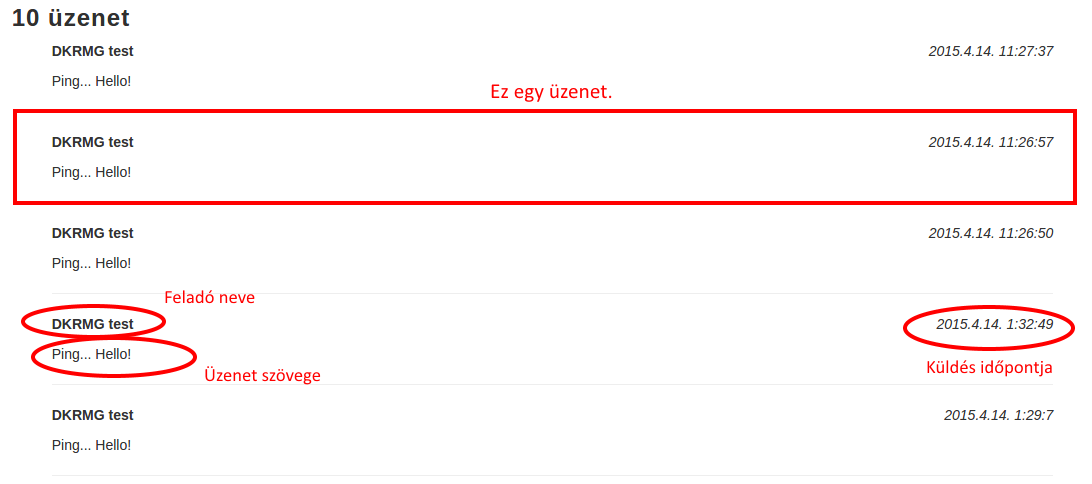 10 üzenet
DKRMG test 2015.4.14. 11:27:37
Ping... Hello!
Ez egy üzenet.
DKRMG test 2015.4.14. 11:26:57
Ping... Hello!
DKRMG test 2015.4.14. 11:26:50
Ping... Hello!
Feladó neve
DKRMG test 2015.4.14. 1:32:49
Ping... Hello!
Üzenet szövege Küldés időpontja
DKRMG test 2015.4.14. 1:29:7
Ping... Hello!